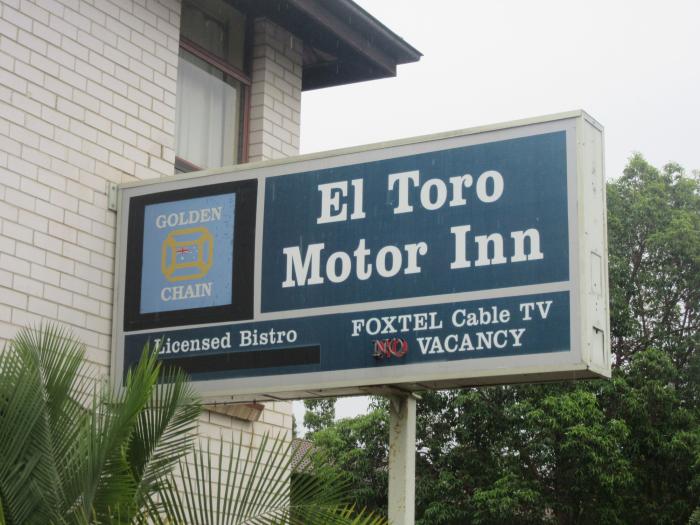 GOLDEN
CHAIN
El Toro
Motor Inn
Licensed Bistro
FOXTEL Cable TV
NO VACANCY